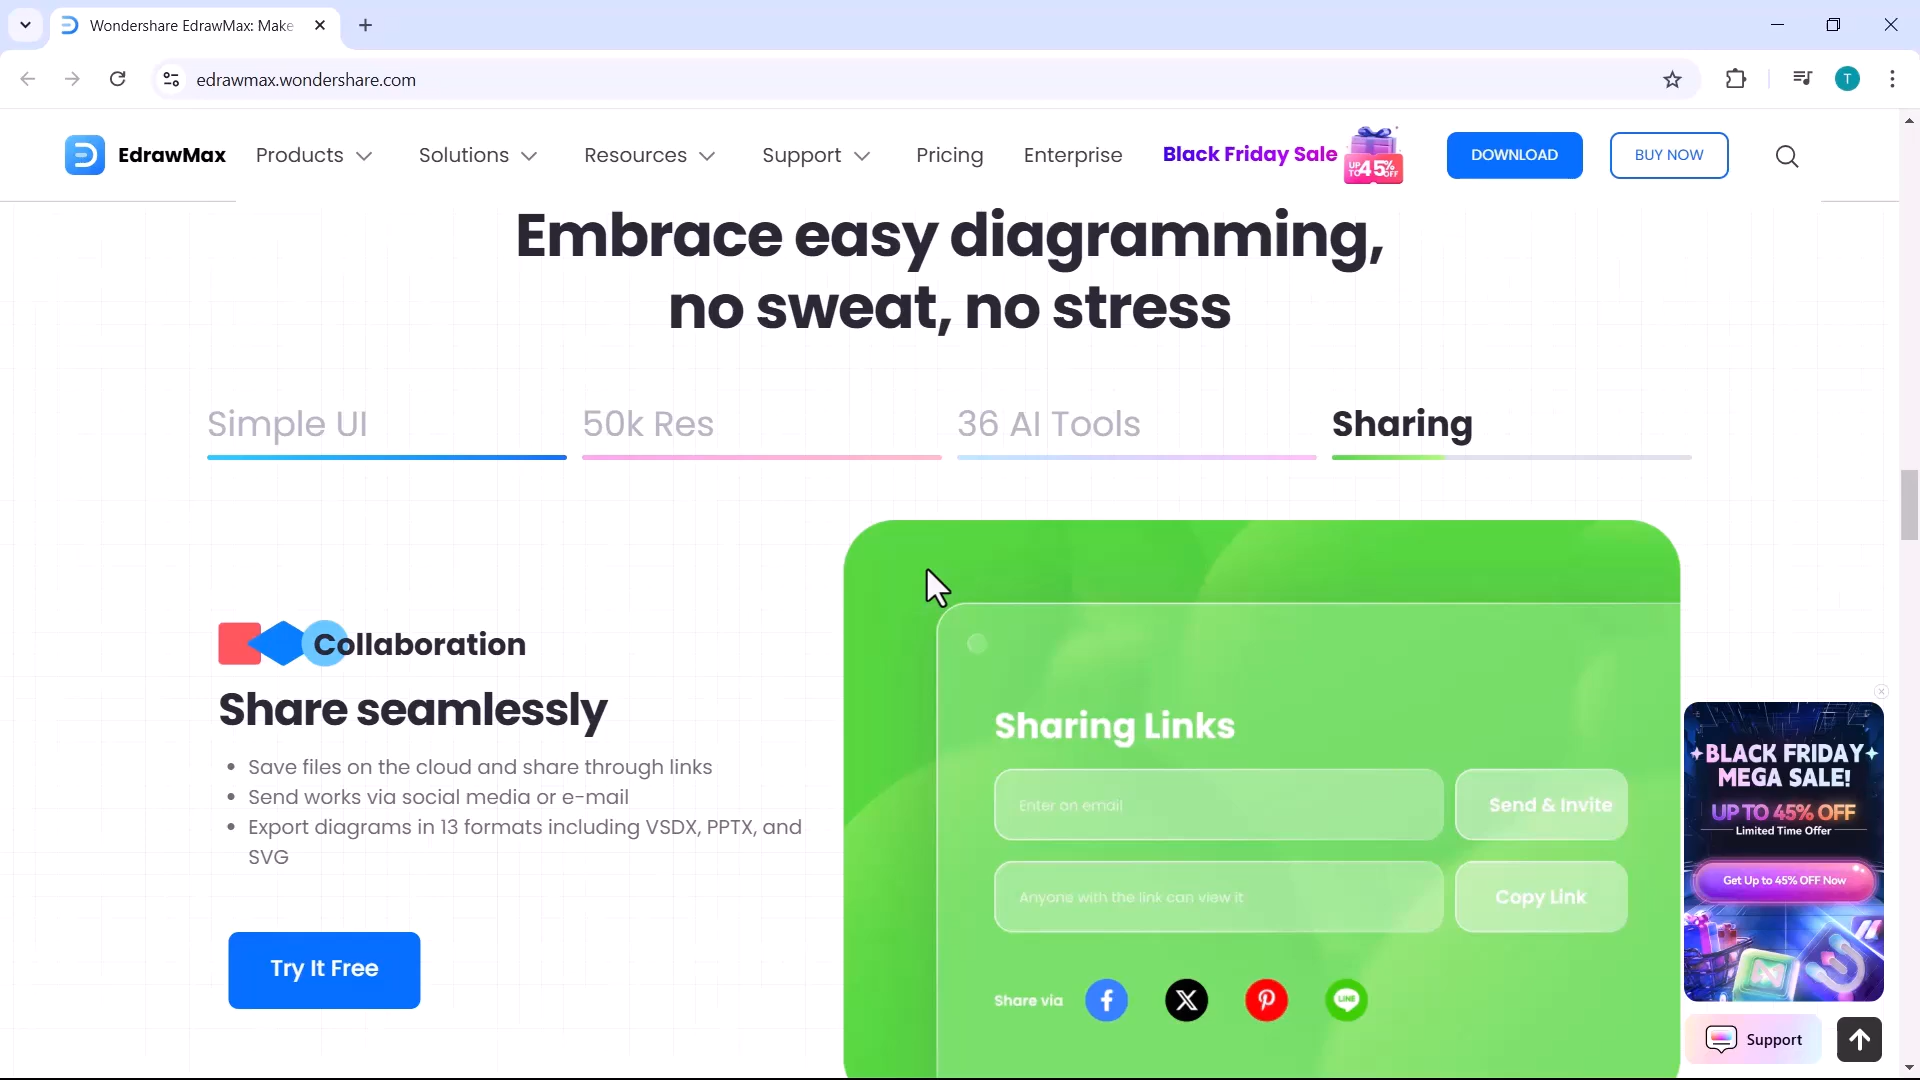 Wondershare EdrawMax: Make
edrawmax.wondershare.com
T
EdrawMax
Products
Solutions
Resources
Support
Pricing
Enterprise
Black Friday Sale
UP TO 45% OFF
DOWNLOAD
BUY NOW
Embrace easy diagramming,
no sweat, no stress
Simple UI
50k Res
36 AI Tools
Sharing
Collaboration
Share seamlessly
• Save files on the cloud and share through links
• Send works via social media or e-mail
• Export diagrams in 13 formats including VSDX, PPTX, and
SVG
Try It Free
Sharing Links
Enter an email
Send & Invite
Anyone with the link can view it
Copy Link
Share via
LINE
BLACK FRIDAY
MEGA SALE!
UP TO 45% OFF
Limited Time Offer
Get Up to 45% OFF Now
Support